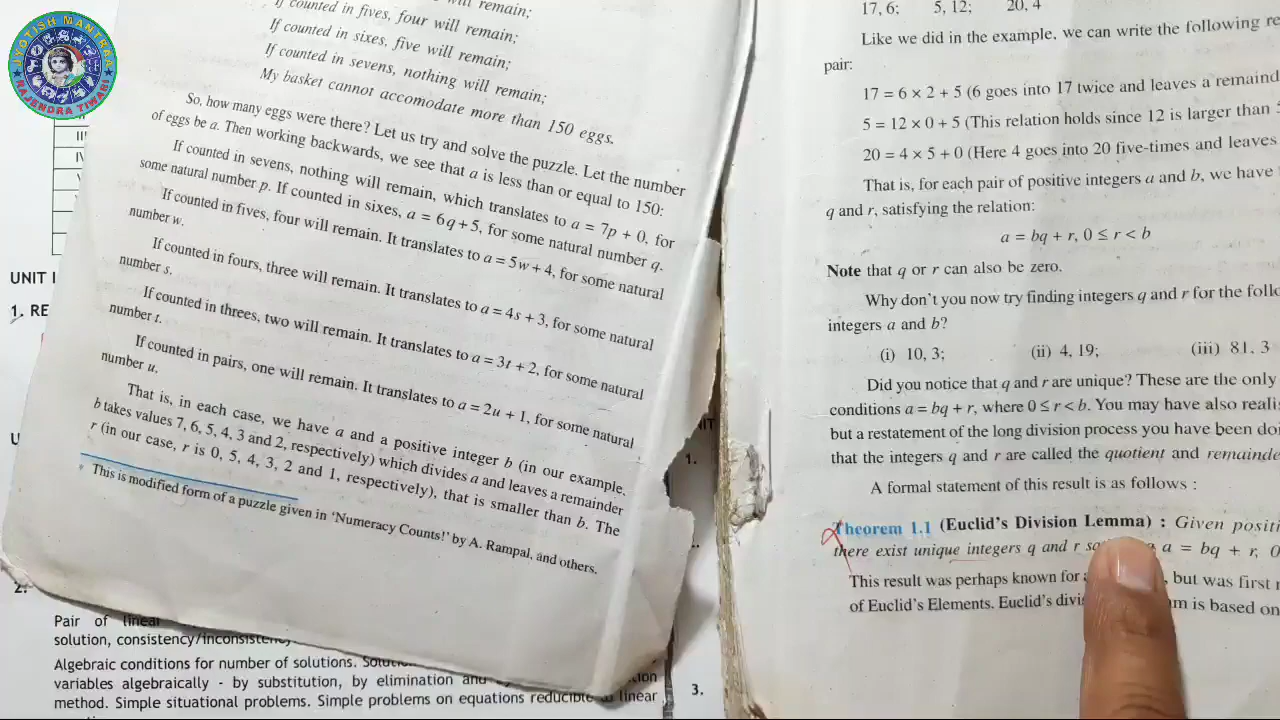 JYOTISH MANTRAA
RAJENDRA TIWARI
will remain;
If counted in fives, four will remain;
If counted in sixes, five will remain;
If counted in sevens, nothing will remain;
My basket cannot accomodate more than 150 eggs.
So, how many eggs were there? Let us try and solve the puzzle. Let the number
of eggs be a. Then working backwards, we see that a is less than or equal to 150:
If counted in sevens, nothing will remain, which translates to a = 7p + 0, for
some natural number p. If counted in sixes, a = 6q + 5, for some natural number q.
If counted in fives, four will remain. It translates to a = 5w + 4, for some natural
number w.
If counted in fours, three will remain. It translates to a = 4s + 3, for some natural
number s.
If counted in threes, two will remain. It translates to a = 3t + 2, for some natural
number t.
If counted in pairs, one will remain. It translates to a = 2u + 1, for some natural
number u.
That is, in each case, we have a and a positive integer b (in our example,
b takes values 7, 6, 5, 4, 3 and 2, respectively) which divides a and leaves a remainder
r (in our case, r is 0, 5, 4, 3, 2 and 1, respectively), that is smaller than b. The
* This is modified form of a puzzle given in ‘Numeracy Counts!’ by A. Rampal, and others.
UNIT I
1. RE
2.
Pair of linear
solution, consistency/inconsistency
Algebraic conditions for number of solutions.
variables algebraically - by substitution, by elimination and
method. Simple situational problems. Simple problems on equations reducible to linear
1.
3.
17, 6; 5, 12; 20, 4
Like we did in the example, we can write the following re
pair:
17 = 6 × 2 + 5 (6 goes into 17 twice and leaves a remaind
5 = 12 × 0 + 5 (This relation holds since 12 is larger than
20 = 4 × 5 + 0 (Here 4 goes into 20 five-times and leaves
That is, for each pair of positive integers a and b, we have
q and r, satisfying the relation:
a = bq + r, 0 ≤ r < b
Note that q or r can also be zero.
Why don’t you now try finding integers q and r for the follo
integers a and b?
(i) 10, 3; (ii) 4, 19; (iii) 81, 3
Did you notice that q and r are unique? These are the only
conditions a = bq + r, where 0 ≤ r < b. You may have also reali
but a restatement of the long division process you have been doi
that the integers q and r are called the quotient and remainde
A formal statement of this result is as follows :
Theorem 1.1 (Euclid’s Division Lemma) : Given positi
there exist unique integers q and r a = bq + r, 0
This result was perhaps known for but was first
of Euclid’s Elements. Euclid’s is based on